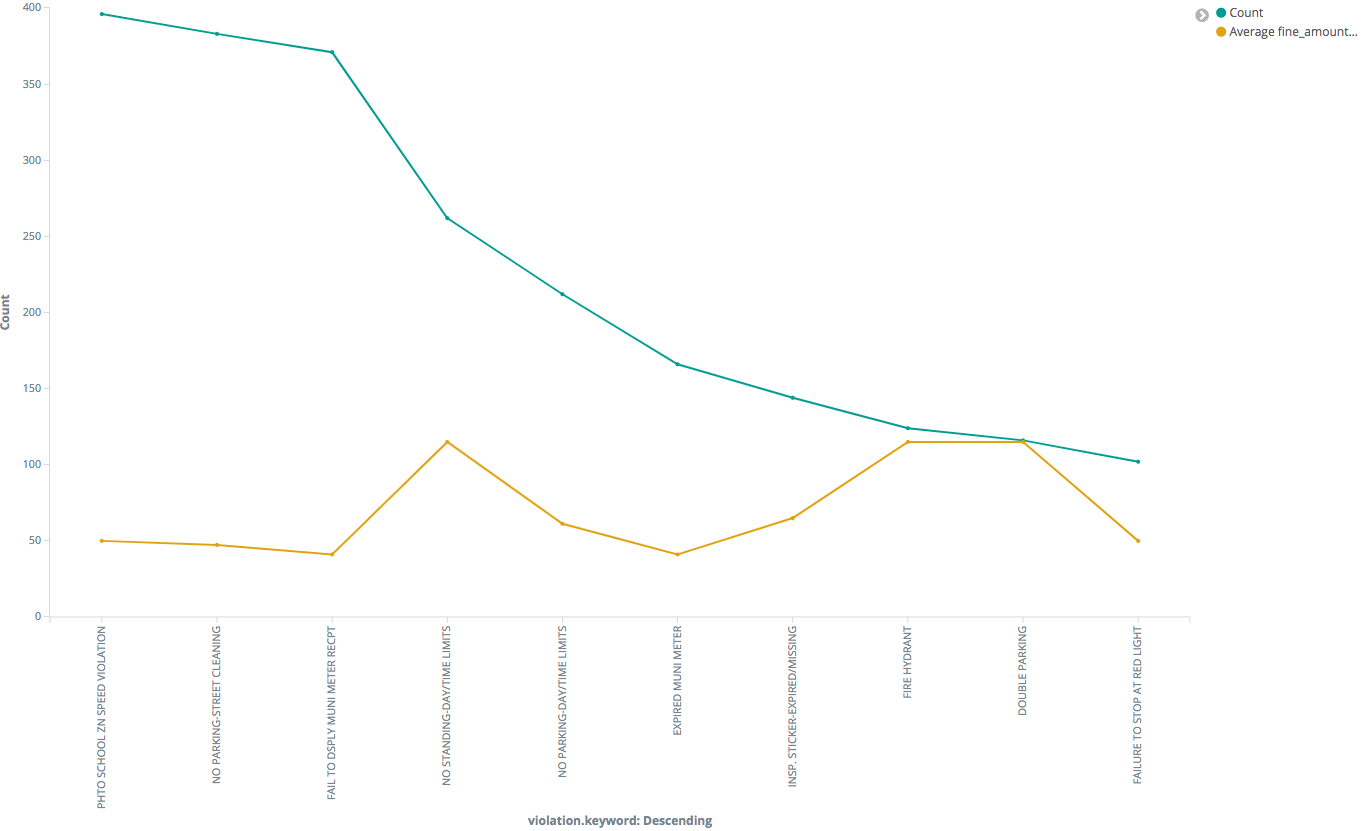 Count
Average fine_amount...
400
350
300
250
200
150
100
50
0
Count
PHTO SCHOOL ZN SPEED VIOLATION
NO PARKING-STREET CLEANING
FAIL TO DSPLY MUNI METER RECPT
NO STANDING-DAY/TIME LIMITS
NO PARKING-DAY/TIME LIMITS
EXPIRED MUNI METER
INSP. STICKER-EXPIRED/MISSING
FIRE HYDRANT
DOUBLE PARKING
FAILURE TO STOP AT RED LIGHT
violation.keyword: Descending